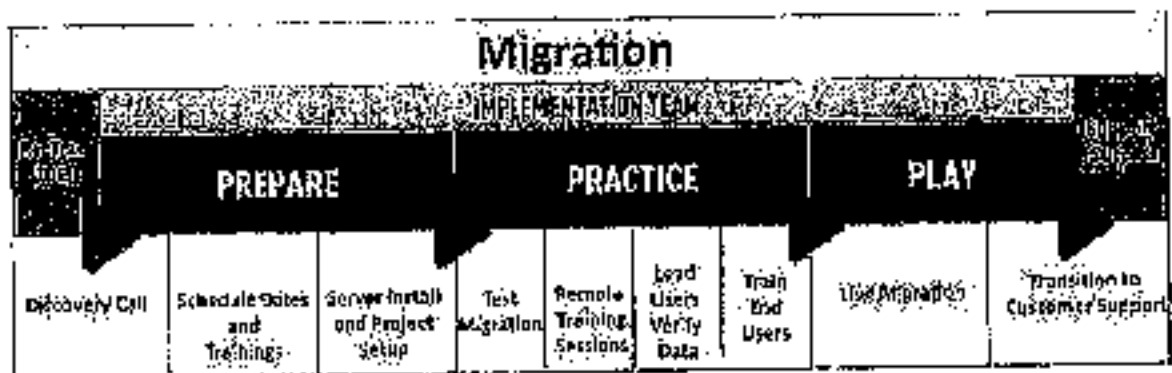 Migration
IMPLEMENTATION TEAM
PREPARE
PRACTICE
PLAY
Discovery Call
Schedule Dates
and
Trainings
Server Install
and Project
Setup
Test
Migration
Remote
Training
Sessions
Lead
Users
Verify
Data
Train
End
Users
Live Migration
Transition to
Customer Support